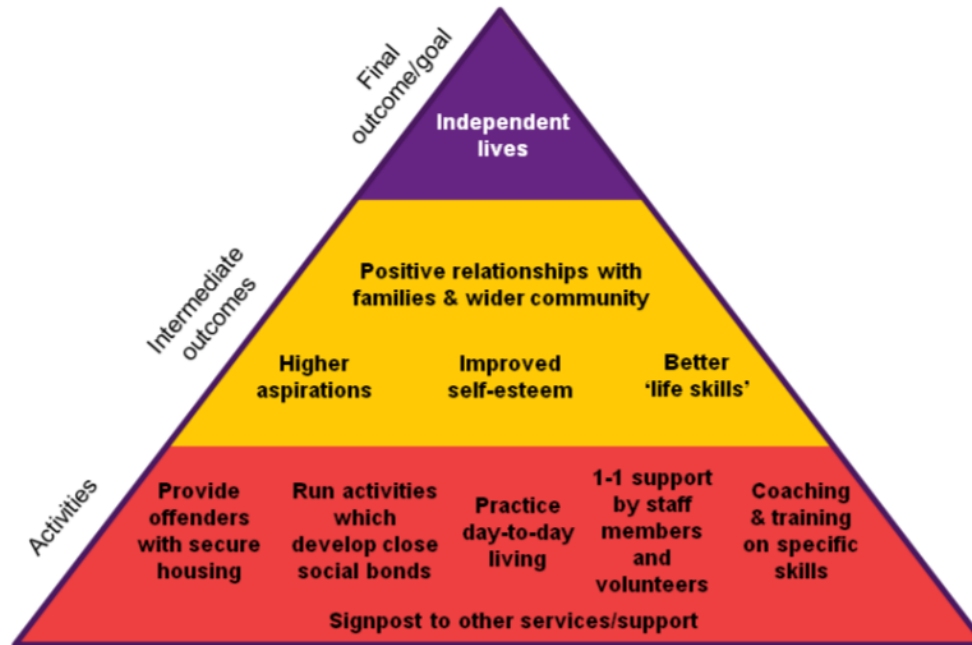 Final
outcome/goal
Independent
lives
Intermediate
outcomes
Positive relationships with
families & wider community
Higher
aspirations
Improved
self-esteem
Better
‘life skills’
Activities
Provide
offenders
with secure
housing
Run activities
which
develop close
social bonds
Practice
day-to-day
living
1-1 support
by staff
members
and
volunteers
Coaching
& training
on specific
skills
Signpost to other services/support